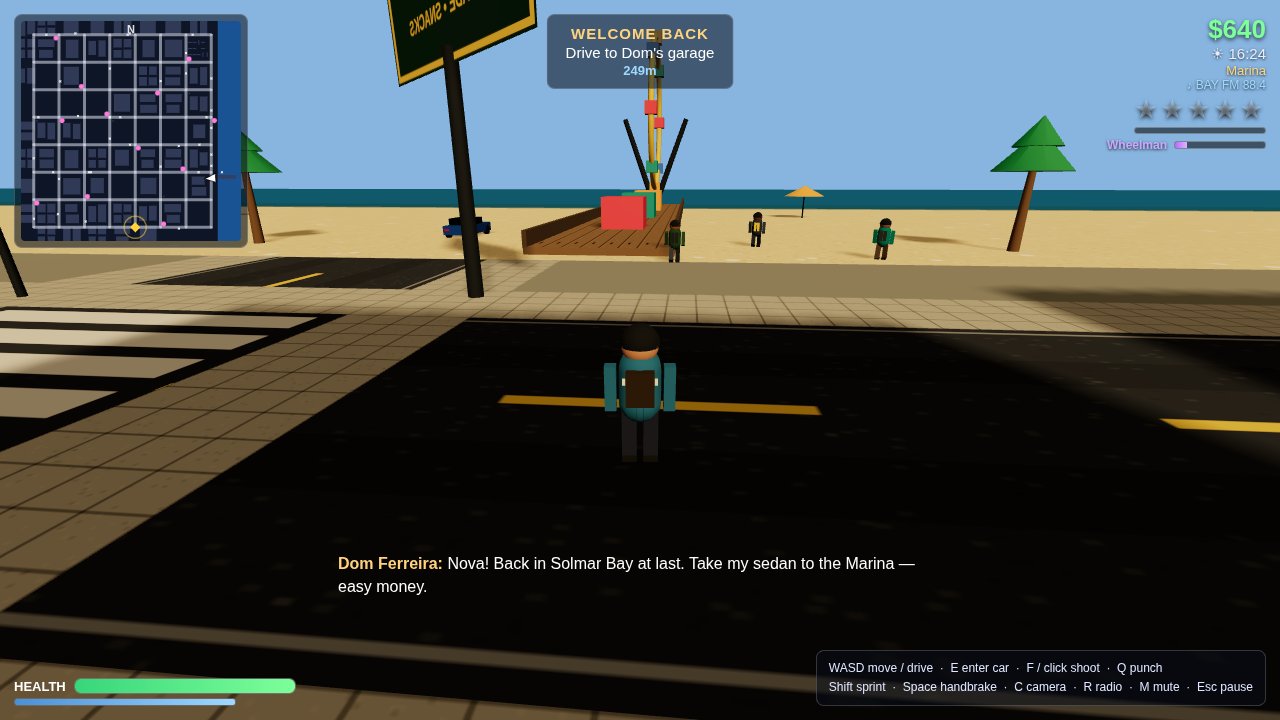 N
WELCOME BACK
Drive to Dom's garage
249m
$640
☀ 16:24
Marina
♪ BAY FM 88.4
★ ★ ★ ★ ★
Wheelman
SNACKS
Dom Ferreira: Nova! Back in Solmar Bay at last. Take my sedan to the Marina —
easy money.
HEALTH
WASD move / drive · E enter car · F / click shoot · Q punch
Shift sprint · Space handbrake · C camera · R radio · M mute · Esc pause